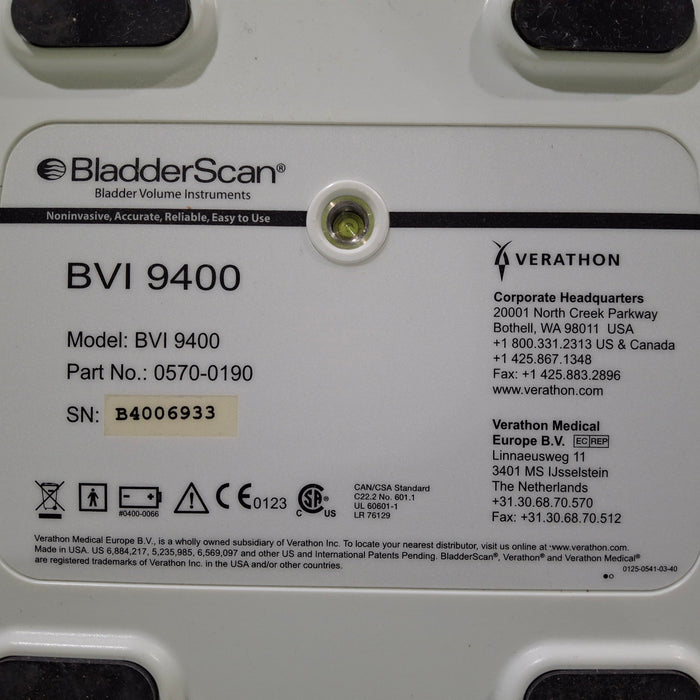 BladderScan®
Bladder Volume Instruments
Noninvasive, Accurate, Reliable, Easy to Use
BVI 9400
Model: BVI 9400
Part No.: 0570-0190
SN: B4006933
VERATHON
Corporate Headquarters
20001 North Creek Parkway
Bothell, WA 98011 USA
+1 800.331.2313 US & Canada
+1 425.867.1348
Fax: +1 425.883.2896
www.verathon.com
Verathon Medical
Europe B.V. EC REP
Linnaeusweg 11
3401 MS IJsselstein
The Netherlands
+31.30.68.70.570
Fax: +31.30.68.70.512
#0400-0066
CE0123
C SA US
CAN/CSA Standard
C22.2 No. 601.1
UL 60601-1
LR 76129
Verathon Medical Europe B.V., is a wholly owned subsidiary of Verathon Inc. To locate your nearest distributor, visit us online at www.verathon.com.
Made in USA. US 6,884,217, 5,235,985, 6,569,097 and other US and International Patents Pending. BladderScan®, Verathon® and Verathon Medical®
are registered trademarks of Verathon Inc. in the USA and/or other countries.
0125-0541-03-40